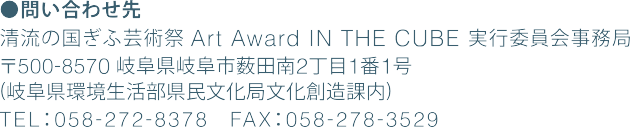 ●問い合わせ先
清流の国ぎふ芸術祭 Art Award IN THE CUBE 実行委員会事務局
〒500-8570 岐阜県岐阜市薮田南2丁目1番1号
(岐阜県環境生活部県民文化局文化創造課内)
TEL:058-272-8378　FAX:058-278-3529